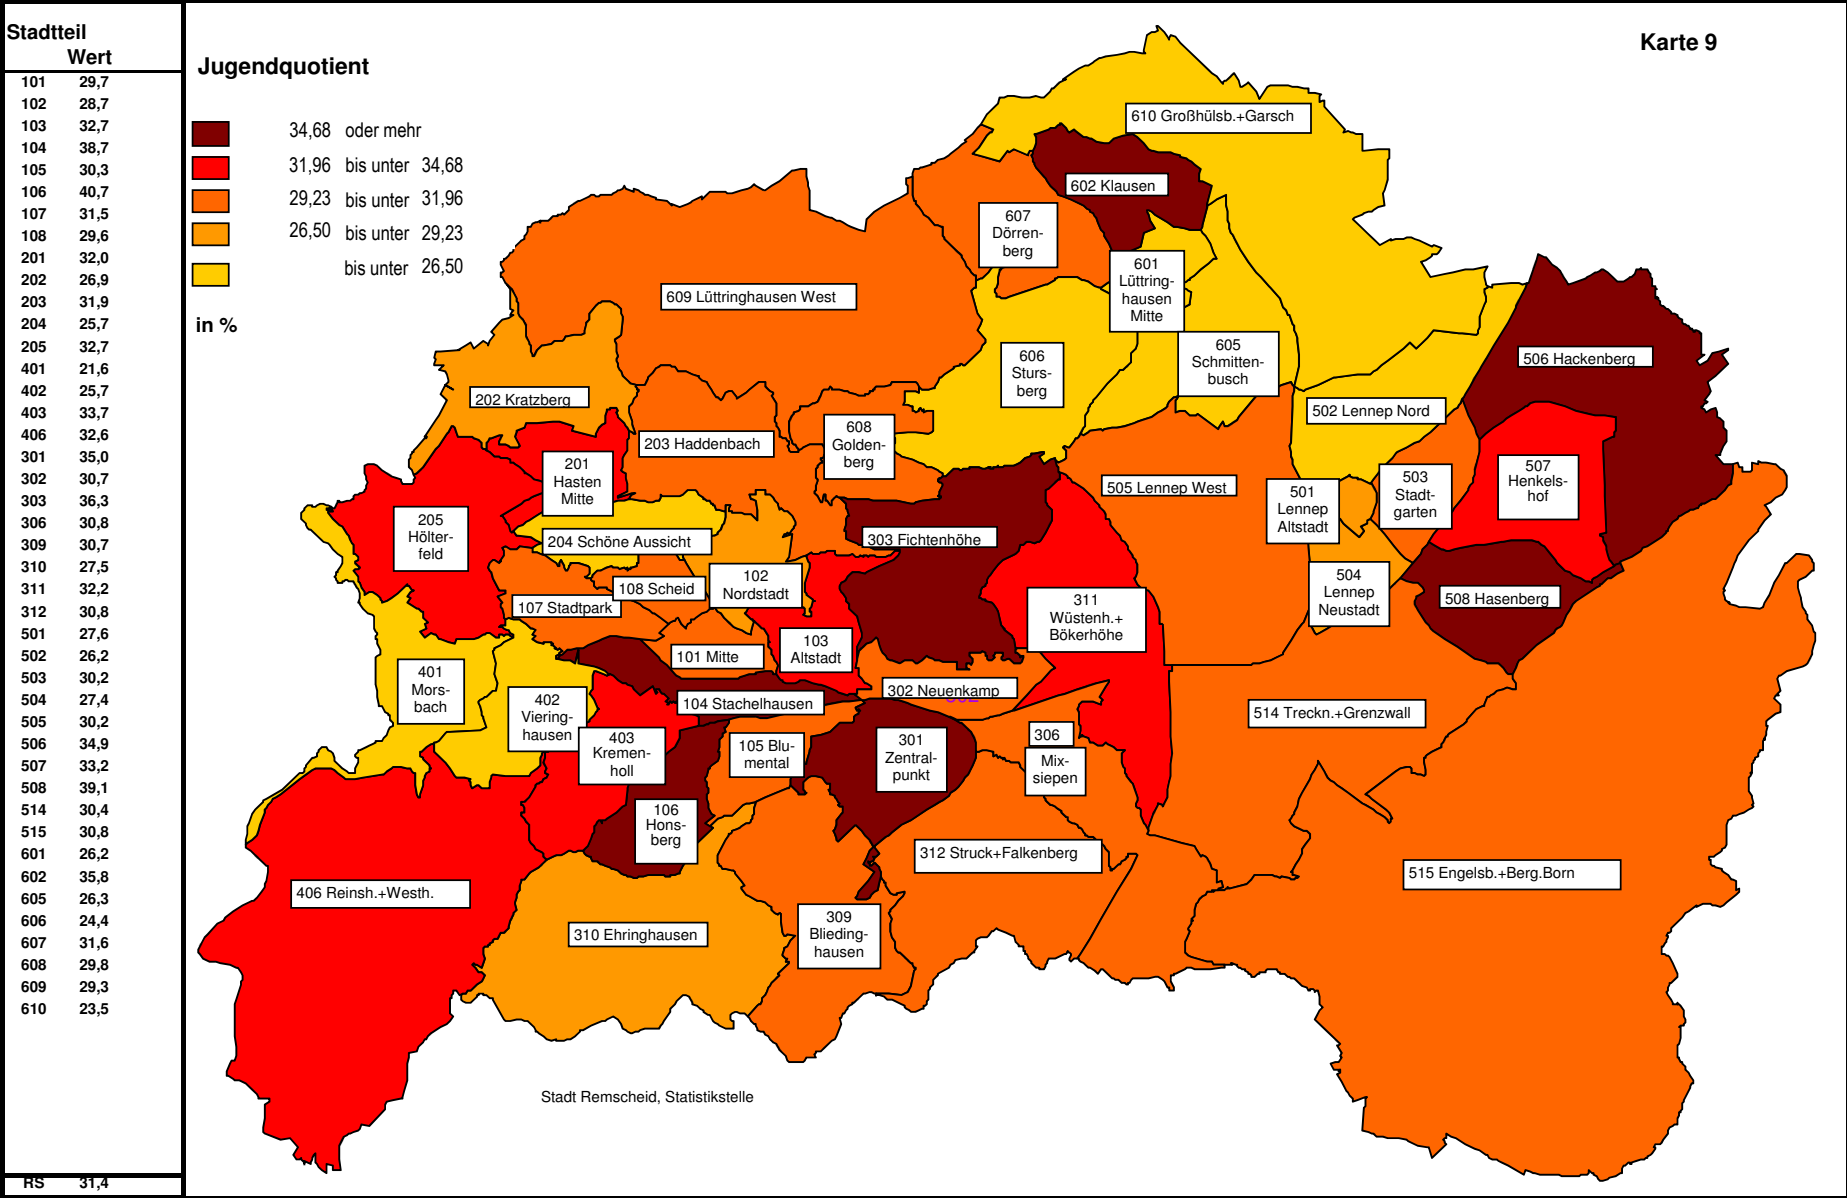 Stadtteil
Wert
101 29,7
102 28,7
103 32,7
104 38,7
105 30,3
106 40,7
107 31,5
108 29,6
201 32,0
202 26,9
203 31,9
204 25,7
205 32,7
401 21,6
402 25,7
403 33,7
406 32,6
301 35,0
302 30,7
303 36,3
306 30,8
309 30,7
310 27,5
311 32,2
312 30,8
501 27,6
502 26,2
503 30,2
504 27,4
505 30,2
506 34,9
507 33,2
508 39,1
514 30,4
515 30,8
601 26,2
602 35,8
605 26,3
606 24,4
607 31,6
608 29,8
609 29,3
610 23,5
RS 31,4
Jugendquotient
34,68 oder mehr
31,96 bis unter 34,68
29,23 bis unter 31,96
26,50 bis unter 29,23
bis unter 26,50
in %
Karte 9
610 Großhülsb.+Garsch
602 Klausen
607
Dörren-
berg
601
Lüttring-
hausen
Mitte
609 Lüttringhausen West
605
Schmitten-
busch
606
Sturs-
berg
506 Hackenberg
202 Kratzberg
502 Lennep Nord
203 Haddenbach
608
Golden-
berg
201
Hasten
Mitte
507
Henkels-
hof
505 Lennep West
501
Lennep
Altstadt
503
Stadt-
garten
205
Hölter-
feld
204 Schöne Aussicht
303 Fichtenhöhe
102
Nordstadt
108 Scheid
107 Stadtpark
504
Lennep
Neustadt
508 Hasenberg
311
Wüstenh.+
Bökerhöhe
103
Altstadt
101 Mitte
401
Mors-
bach
402
Viering-
hausen
302 Neuenkamp
302
104 Stachelhausen
514 Treckn.+Grenzwall
403
Kremen-
holl
105 Blu-
mental
301
Zentral-
punkt
306
Mix-
siepen
106
Hons-
berg
312 Struck+Falkenberg
515 Engelsb.+Berg.Born
406 Reinsh.+Westh.
310 Ehringhausen
309
Blieding-
hausen
Stadt Remscheid, Statistikstelle